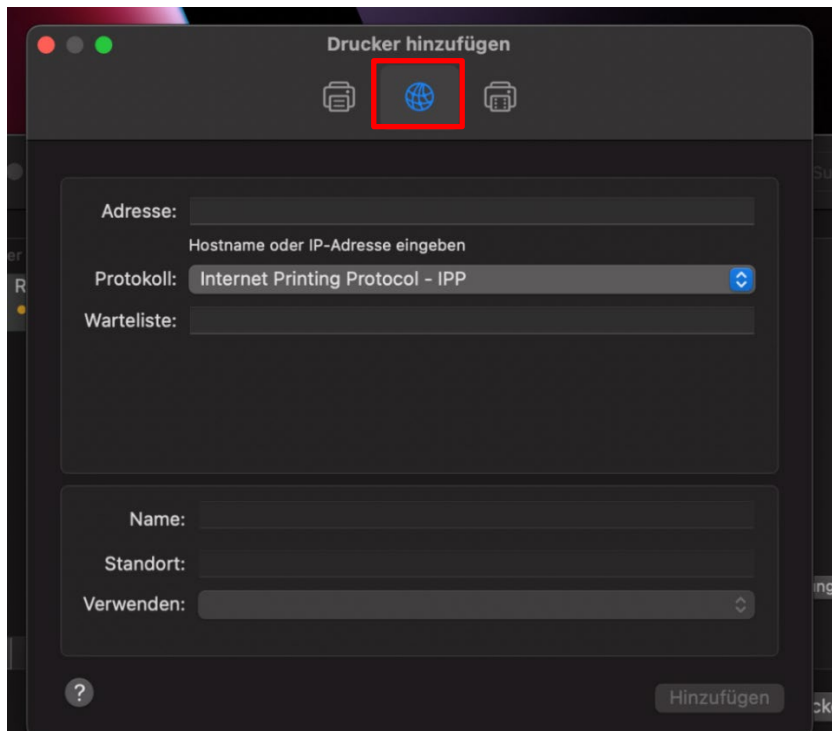 Drucker hinzufügen
Adresse:
Hostname oder IP-Adresse eingeben
Protokoll: Internet Printing Protocol - IPP
Warteliste:
Name:
Standort:
Verwenden:
?
Hinzufügen